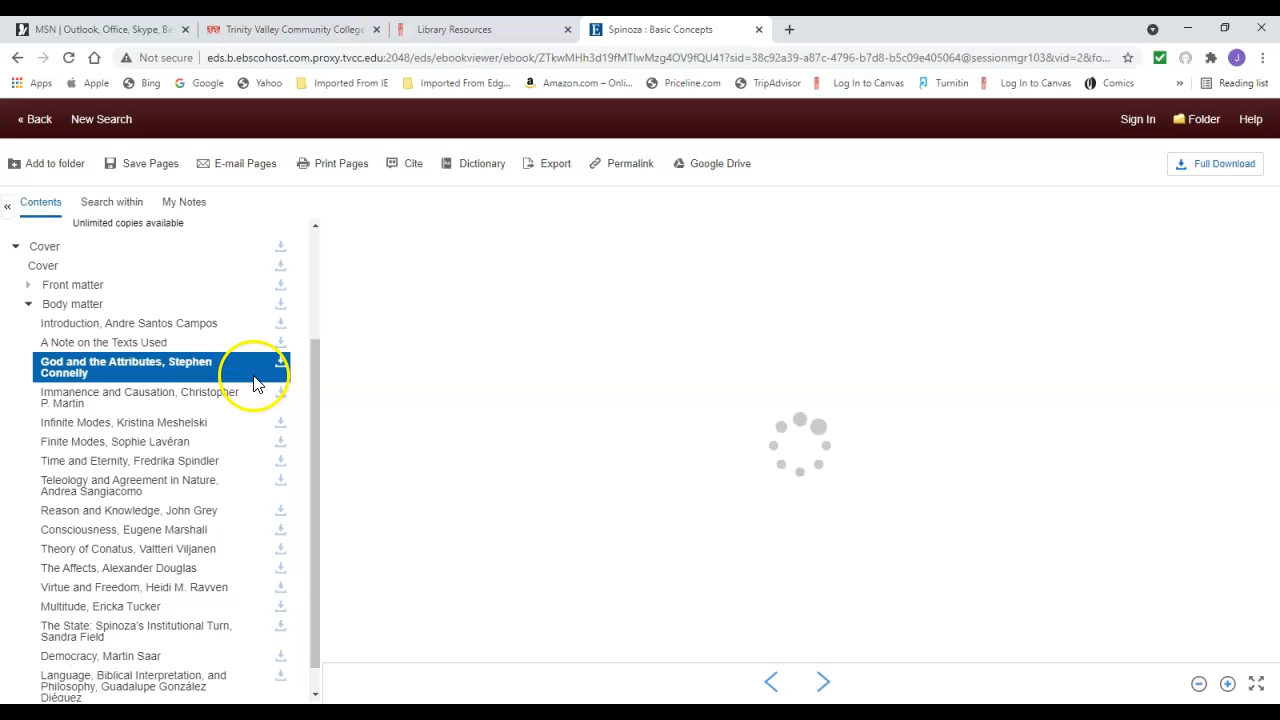 MSN | Outlook, Office, Skype, Bin
Trinity Valley Community College
Library Resources
Spinoza : Basic Concepts
Not secure
eds.b.ebscohost.com.proxy.tvcc.edu:2048/eds/ebookviewer/ebook/ZTkwMHh3d19fMTIwMzg4OV9fQU41?sid=38c92a39-a87c-4796-b7d8-b5c09e405064@sessionmgr103&vid=2&fo...
J
Apps
Apple
Bing
Google
Yahoo
Imported From IE
Imported From Edg...
Amazon.com – Onli...
Priceline.com
TripAdvisor
Log In to Canvas
Turnitin
Log In to Canvas
Comics
»
Reading list
« Back
New Search
Sign In
Folder
Help
Add to folder
Save Pages
E-mail Pages
Print Pages
Cite
Dictionary
Export
Permalink
Google Drive
Full Download
«
Contents
Search within
My Notes
Unlimited copies available
Cover
Cover
Front matter
Body matter
Introduction, Andre Santos Campos
A Note on the Texts Used
God and the Attributes, Stephen
Connelly
Immanence and Causation, Christopher
P. Martin
Infinite Modes, Kristina Meshelski
Finite Modes, Sophie Laveran
Time and Eternity, Fredrika Spindler
Teleology and Agreement in Nature,
Andrea Sangiacomo
Reason and Knowledge, John Grey
Consciousness, Eugene Marshall
Theory of Conatus, Valtteri Viljanen
The Affects, Alexander Douglas
Virtue and Freedom, Heidi M. Ravven
Multitude, Ericka Tucker
The State: Spinoza's Institutional Turn,
Sandra Field
Democracy, Martin Saar
Language, Biblical Interpretation, and
Philosophy, Guadalupe González
Diéguez